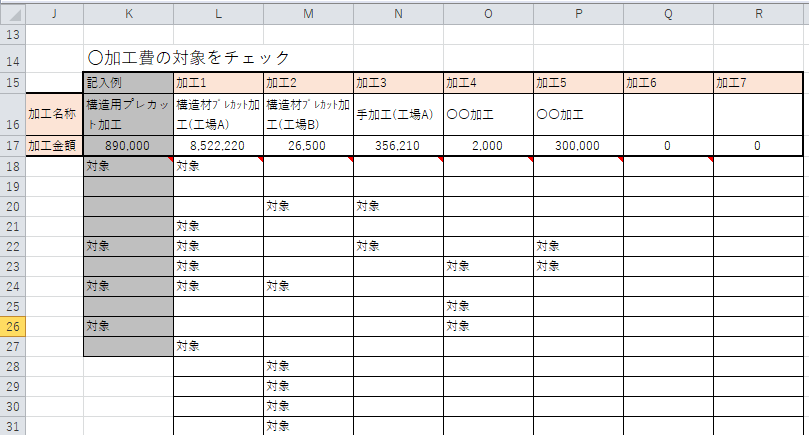 J K L M N O P Q R
13
14 〇加工費の対象をチェック
15 記入例 加工1 加工2 加工3 加工4 加工5 加工6 加工7
16 加工名称 構造用プレカット加工 構造材ﾌﾟﾚｶｯﾄ加工(工場A) 構造材ﾌﾟﾚｶｯﾄ加工(工場B) 手加工(工場A) 〇〇加工 〇〇加工
17 加工金額 890,000 8,522,220 26,500 356,210 2,000 300,000 0 0
18 対象 対象
19
20 対象 対象
21 対象
22 対象 対象 対象 対象
23 対象 対象 対象
24 対象 対象 対象
25 対象
26 対象 対象
27 対象
28 対象
29 対象
30 対象
31 対象